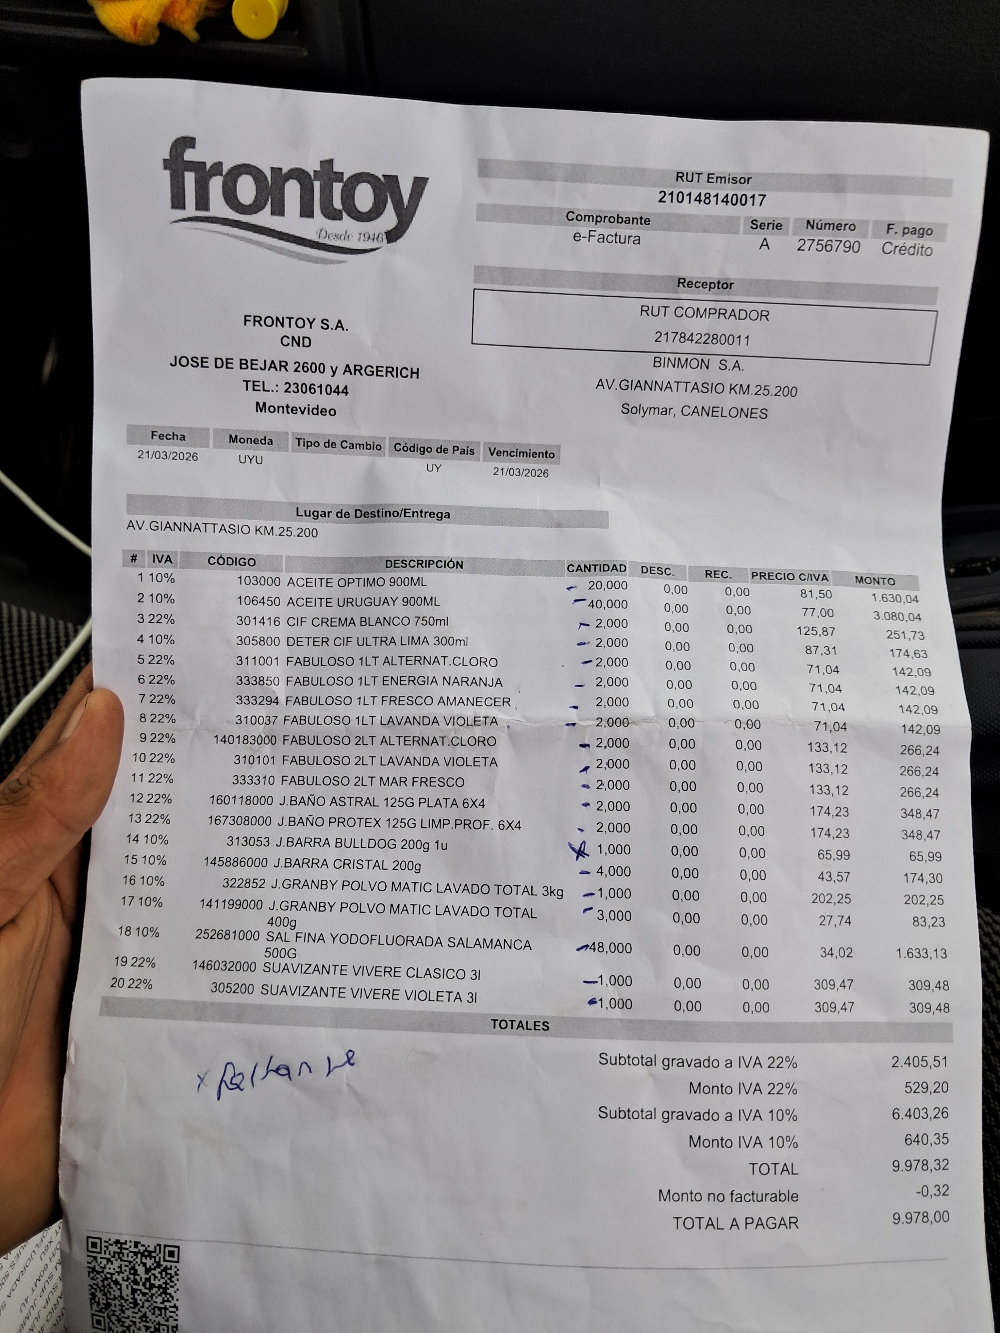 frontoy
Desde 1946
RUT Emisor
210148140017
Comprobante Serie Número F. pago
e-Factura A 2756790 Crédito
Receptor
RUT COMPRADOR
217842280011
BINMON S.A.
AV.GIANNATTASIO KM.25.200
Solymar, CANELONES
FRONTOY S.A.
CND
JOSE DE BEJAR 2600 y ARGERICH
TEL.: 23061044
Montevideo
Fecha Moneda Tipo de Cambio Código de País Vencimiento
21/03/2026 UYU UY 21/03/2026
Lugar de Destino/Entrega
AV.GIANNATTASIO KM.25.200
# IVA CÓDIGO DESCRIPCIÓN CANTIDAD DESC. REC. PRECIO C/IVA MONTO
1 10% 103000 ACEITE OPTIMO 900ML 20,000 0,00 0,00 81,50 1.630,04
2 10% 106450 ACEITE URUGUAY 900ML 40,000 0,00 0,00 77,00 3.080,04
3 22% 301416 CIF CREMA BLANCO 750ml 2,000 0,00 0,00 125,87 251,73
4 10% 305800 DETER CIF ULTRA LIMA 300ml 2,000 0,00 0,00 87,31 174,63
5 22% 311001 FABULOSO 1LT ALTERNAT.CLORO 2,000 0,00 0,00 71,04 142,09
6 22% 333850 FABULOSO 1LT ENERGIA NARANJA 2,000 0,00 0,00 71,04 142,09
7 22% 333294 FABULOSO 1LT FRESCO AMANECER 2,000 0,00 0,00 71,04 142,09
8 22% 310037 FABULOSO 1LT LAVANDA VIOLETA 2,000 0,00 0,00 71,04 142,09
9 22% 140183000 FABULOSO 2LT ALTERNAT.CLORO 2,000 0,00 0,00 133,12 266,24
10 22% 310101 FABULOSO 2LT LAVANDA VIOLETA 2,000 0,00 0,00 133,12 266,24
11 22% 333310 FABULOSO 2LT MAR FRESCO 2,000 0,00 0,00 133,12 266,24
12 22% 160118000 J.BAÑO ASTRAL 125G PLATA 6X4 2,000 0,00 0,00 174,23 348,47
13 22% 167308000 J.BAÑO PROTEX 125G LIMP.PROF. 6X4 2,000 0,00 0,00 174,23 348,47
14 10% 313053 J.BARRA BULLDOG 200g 1u 1,000 0,00 0,00 65,99 65,99
15 10% 145886000 J.BARRA CRISTAL 200g 4,000 0,00 0,00 43,57 174,30
16 10% 322852 J.GRANBY POLVO MATIC LAVADO TOTAL 3kg 1,000 0,00 0,00 202,25 202,25
17 10% 141199000 J.GRANBY POLVO MATIC LAVADO TOTAL 3,000 0,00 0,00 27,74 83,23
400g
18 10% 252681000 SAL FINA YODOFLUORADA SALAMANCA 48,000 0,00 0,00 34,02 1.633,13
500G
19 22% 146032000 SUAVIZANTE VIVERE CLASICO 3l 1,000 0,00 0,00 309,47 309,48
20 22% 305200 SUAVIZANTE VIVERE VIOLETA 3l 1,000 0,00 0,00 309,47 309,48
TOTALES
Subtotal gravado a IVA 22% 2.405,51
Monto IVA 22% 529,20
Subtotal gravado a IVA 10% 6.403,26
Monto IVA 10% 640,35
TOTAL 9.978,32
Monto no facturable -0,32
TOTAL A PAGAR 9.978,00